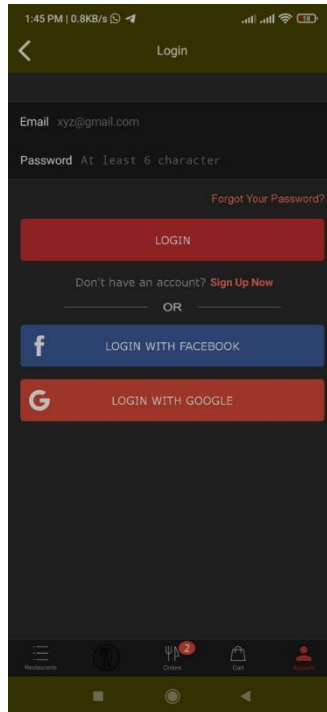 1:45 PM | 0.8KB/s
18
Login
Email xyz@gmail.com
Password At least 6 character
Forgot Your Password?
LOGIN
Don't have an account? Sign Up Now
OR
f LOGIN WITH FACEBOOK
G LOGIN WITH GOOGLE
2
Restaurants Orders Cart Account